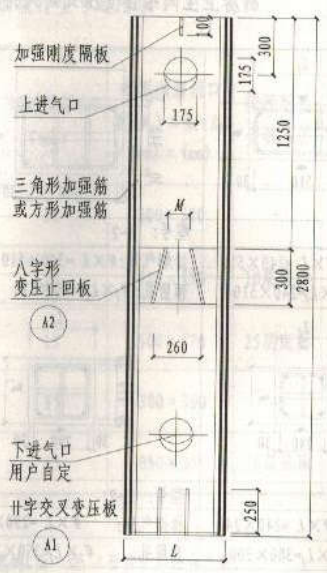 100
加强刚度隔板
300
上进气口
175
175
1250
三角形加强筋
或方形加强筋
M
八字形
变压止回板
300
2800
A2
260
下进气口
用户自定
廿字交叉变压板
250
A1
L